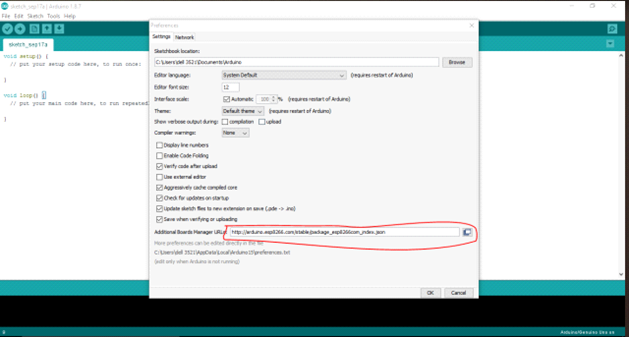 sketch_sep17a | Arduino 1.8.7
File Edit Sketch Tools Help
sketch_sep17a
void setup() {
// put your setup code here, to run once:
}
void loop() {
// put your main code here, to run repeated
}
Preferences
Settings Network
Sketchbook location:
Browse
Editor language: System Default (requires restart of Arduino)
Editor font size: 12
Interface scale: Automatic 100 % (requires restart of Arduino)
Theme: Default theme (requires restart of Arduino)
Show verbose output during: compilation upload
Compiler warnings: None
Display line numbers
Enable Code Folding
Verify code after upload
Use external editor
Aggressively cache compiled core
Check for updates on startup
Update sketch files to new extension on save (.pde -> .ino)
Save when verifying or uploading
Additional Boards Manager URLs: http://arduino.esp8266.com/stable/package_esp8266com_index.json
More preferences can be edited directly in the file
C:\Users\dell 3521\AppData\Local\Arduino15\preferences.txt
(edit only when Arduino is not running)
OK Cancel
Arduino/Genuino Uno on